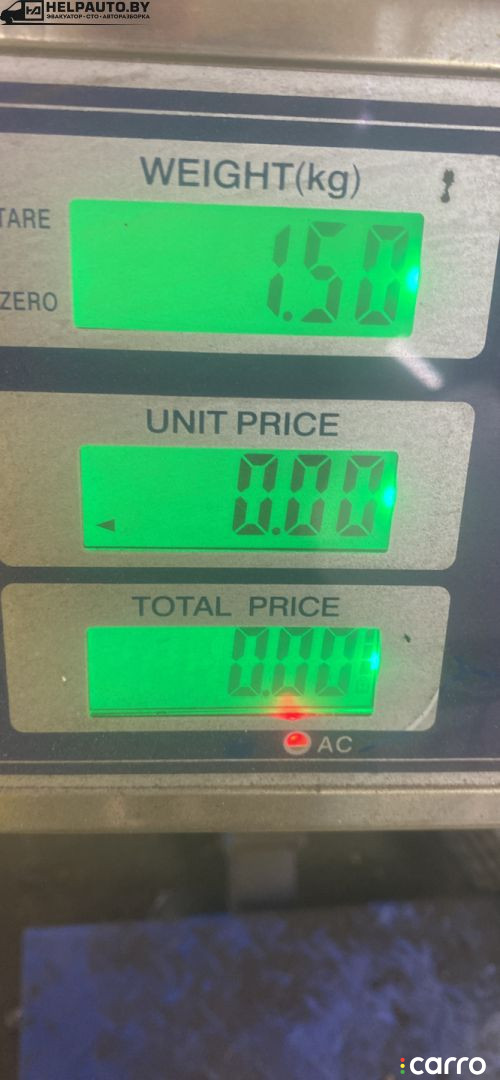 HELPAUTO.BY
ЭВАКУАТОР•СТО•АВТОРАЗБОРКА
WEIGHT(kg)
TARE
1.50
ZERO
UNIT PRICE
0.00
TOTAL PRICE
0.00
AC
carro